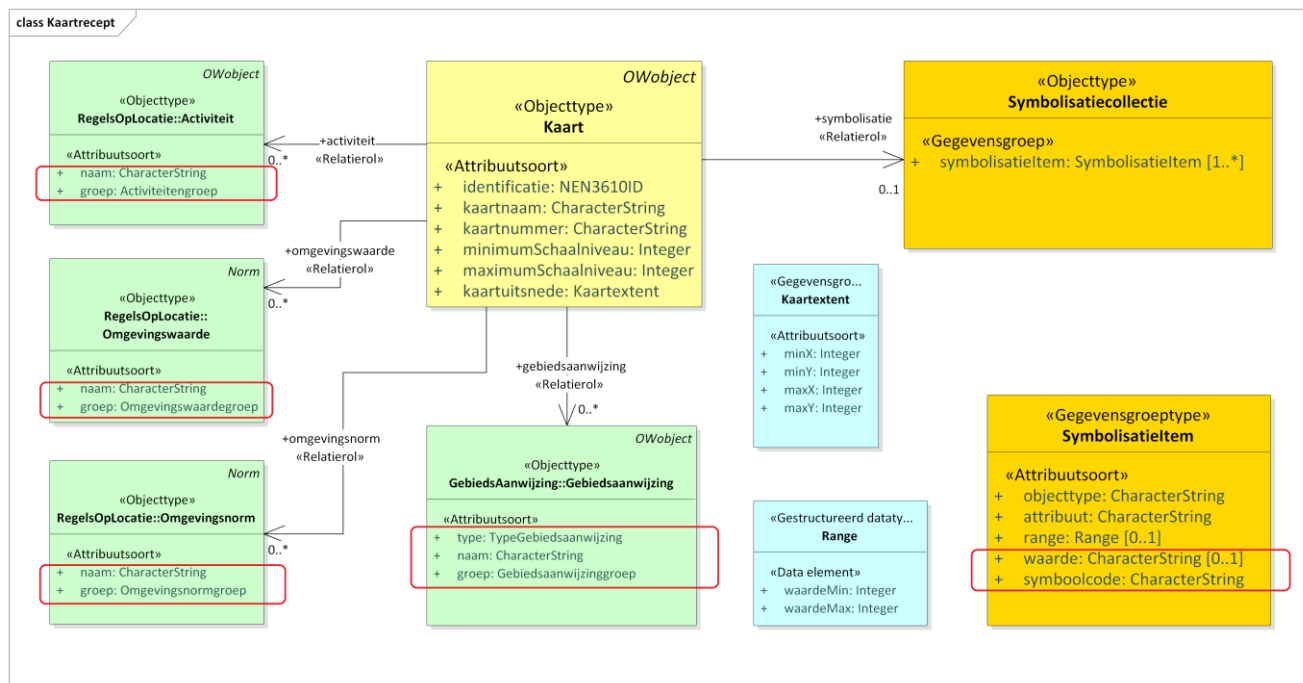 class Kaartrecept
OWobject
«Objecttype»
RegelsOpLocatie::Activiteit
«Attribuutsoort»
+ naam: CharacterString
+ groep: Activiteitengroep
+activiteit
«Relatierol»
0..*
OWobject
«Objecttype»
Kaart
«Attribuutsoort»
+ identificatie: NEN3610ID
+ kaartnaam: CharacterString
+ kaartnummer: CharacterString
+ minimumSchaalniveau: Integer
+ maximumSchaalniveau: Integer
+ kaartuitsnede: Kaartextent
+symbolisatie
«Relatierol»
0..1
«Objecttype»
Symbolisatiecollectie
«Gegevensgroep»
+ symbolisatieItem: SymbolisatieItem [1..*]
+omgevingswaarde
«Relatierol»
0..*
Norm
«Objecttype»
RegelsOpLocatie::
Omgevingswaarde
«Attribuutsoort»
+ naam: CharacterString
+ groep: Omgevingswaardegroep
+omgevingsnorm
«Relatierol»
0..*
Norm
«Objecttype»
RegelsOpLocatie::Omgevingsnorm
«Attribuutsoort»
+ naam: CharacterString
+ groep: Omgevingsnormgroep
+gebiedsaanwijzing
«Relatierol»
0..*
OWobject
«Objecttype»
GebiedsAanwijzing::Gebiedsaanwijzing
«Attribuutsoort»
+ type: TypeGebiedsaanwijzing
+ naam: CharacterString
+ groep: Gebiedsaanwijzinggroep
«Gegevensgro...
Kaartextent
«Attribuutsoort»
+ minX: Integer
+ minY: Integer
+ maxX: Integer
+ maxY: Integer
«Gestructureerd dataty...
Range
«Data element»
+ waardeMin: Integer
+ waardeMax: Integer
«Gegevensgroeptype»
SymbolisatieItem
«Attribuutsoort»
+ objecttype: CharacterString
+ attribuut: CharacterString
+ range: Range [0..1]
+ waarde: CharacterString [0..1]
+ symboolcode: CharacterString